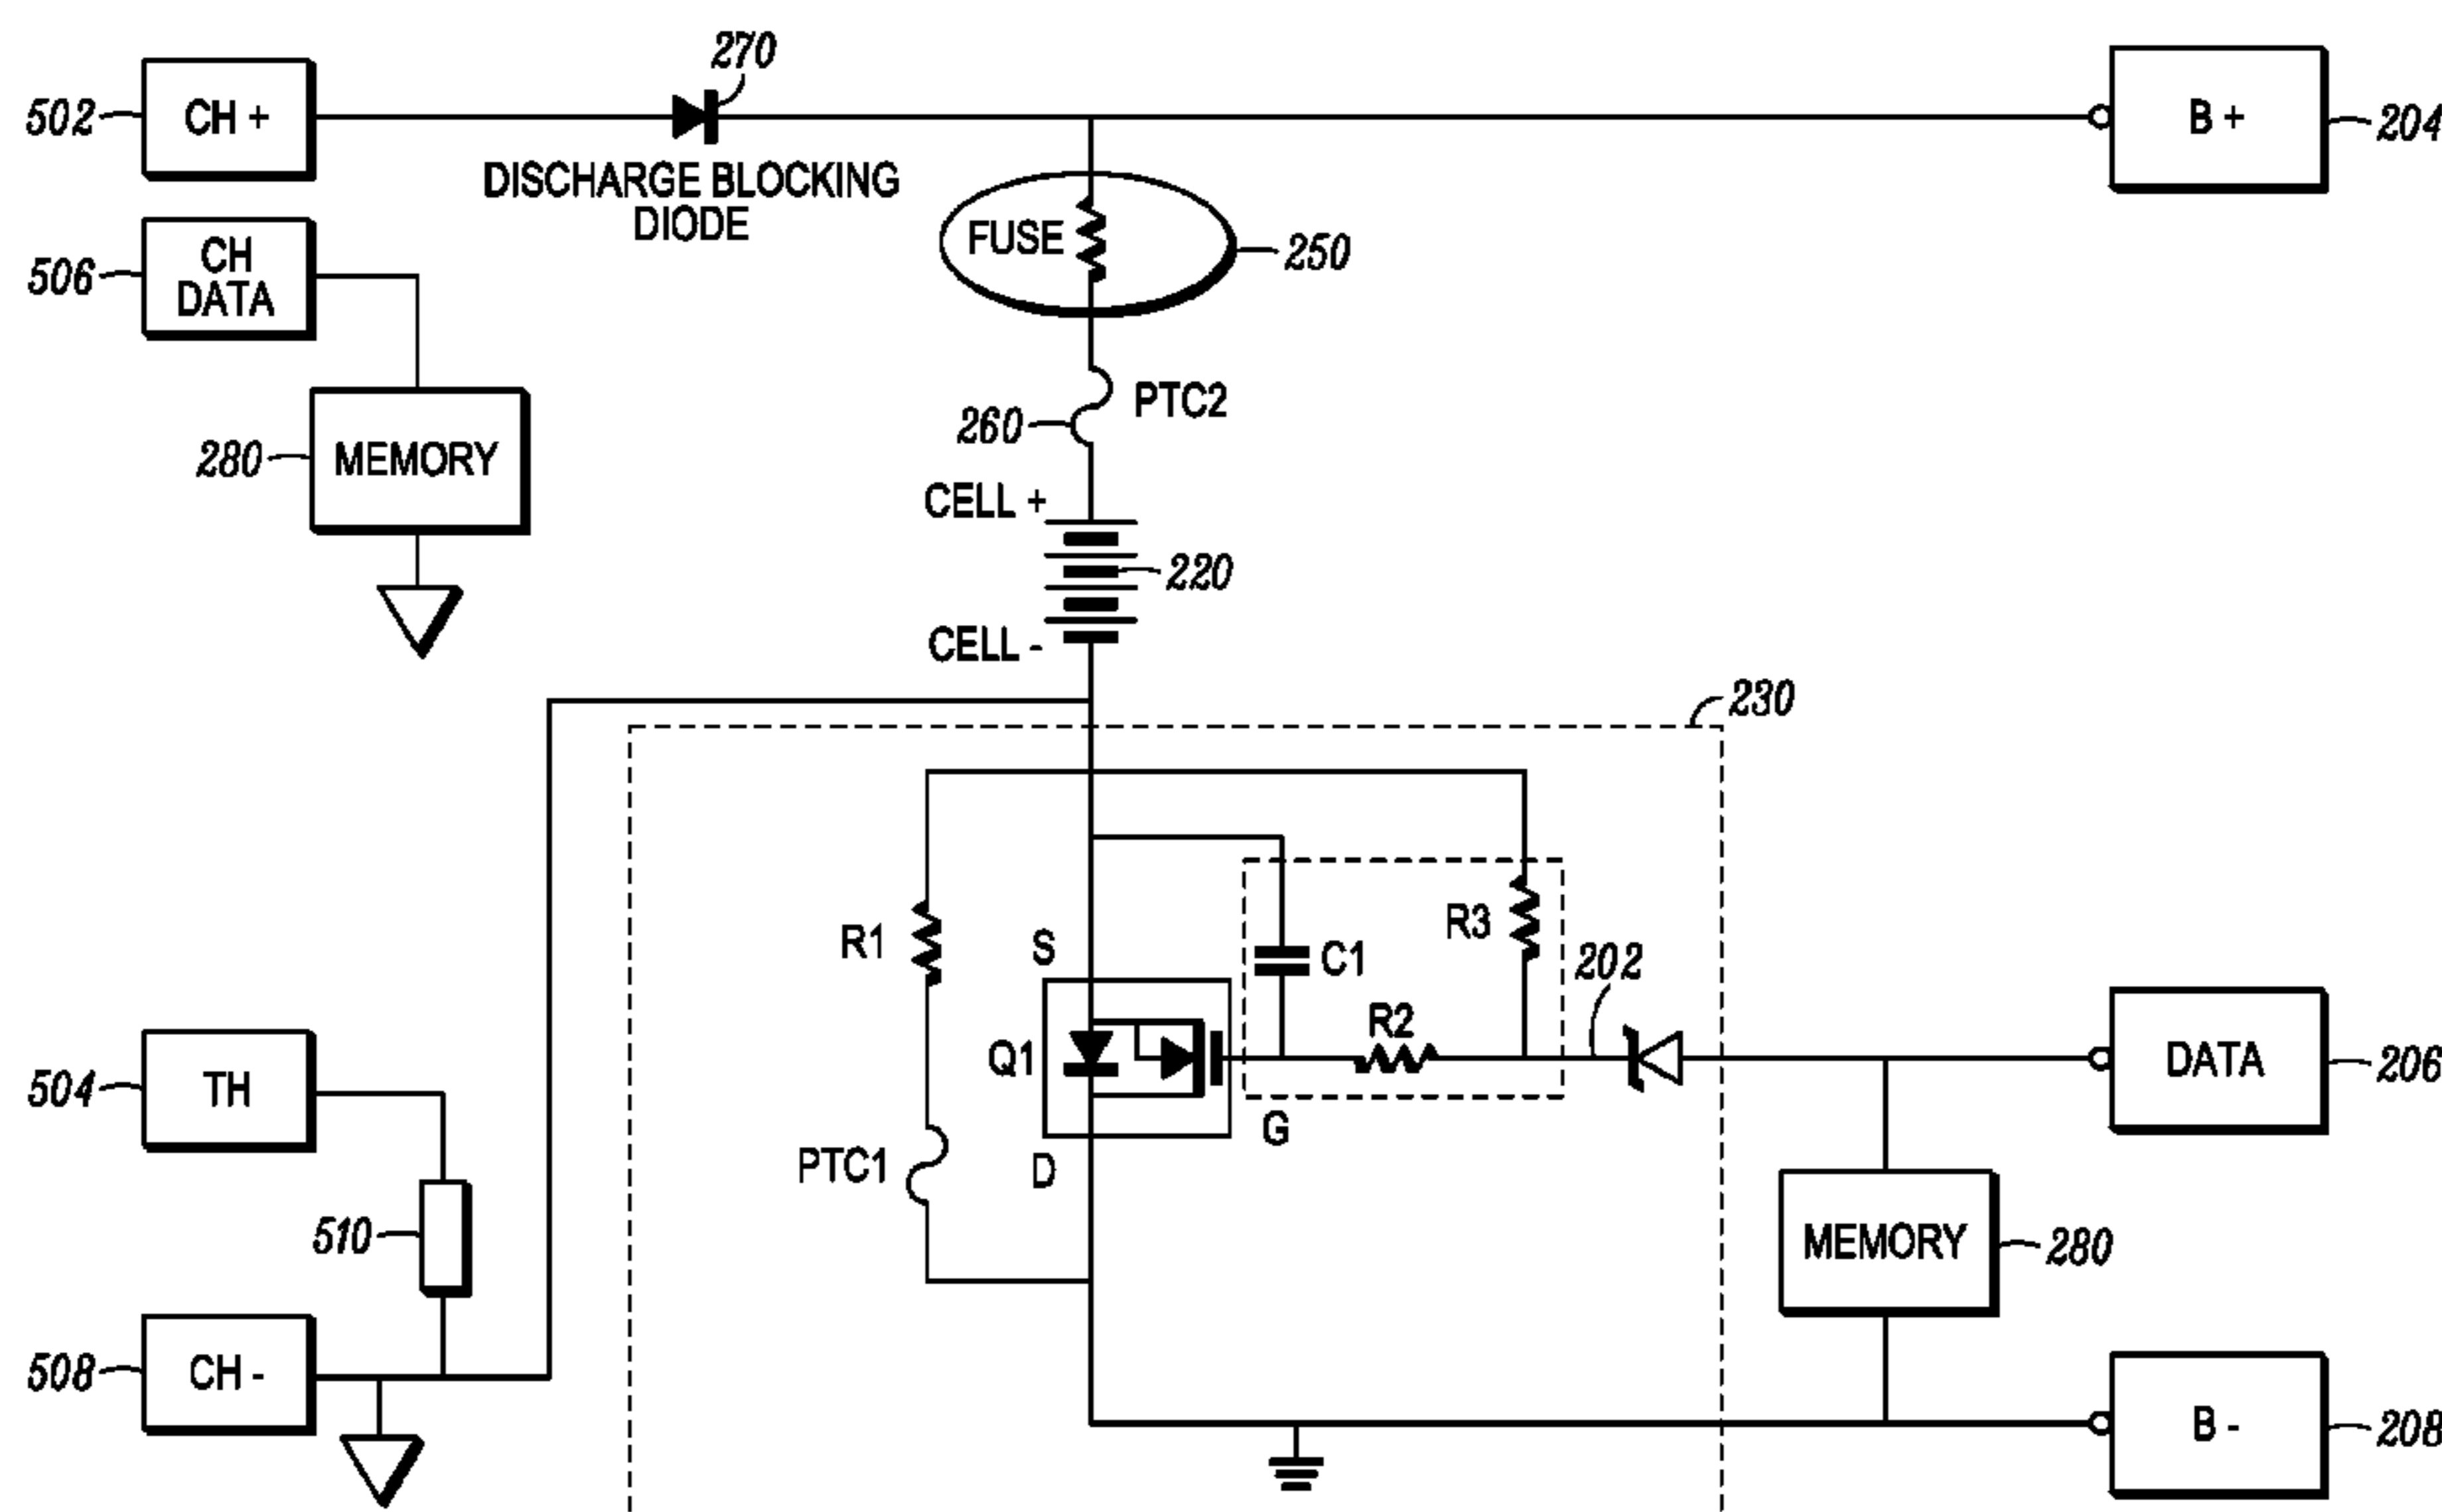 270
502
CH +
B +
204
DISCHARGE BLOCKING
DIODE
FUSE
250
506
CH
DATA
PTC2
260
280
MEMORY
CELL +
220
CELL -
230
R1
S
C1
R3
202
R2
Q1
DATA
206
504
TH
G
PTC1
D
510
MEMORY
280
508
CH -
B -
208